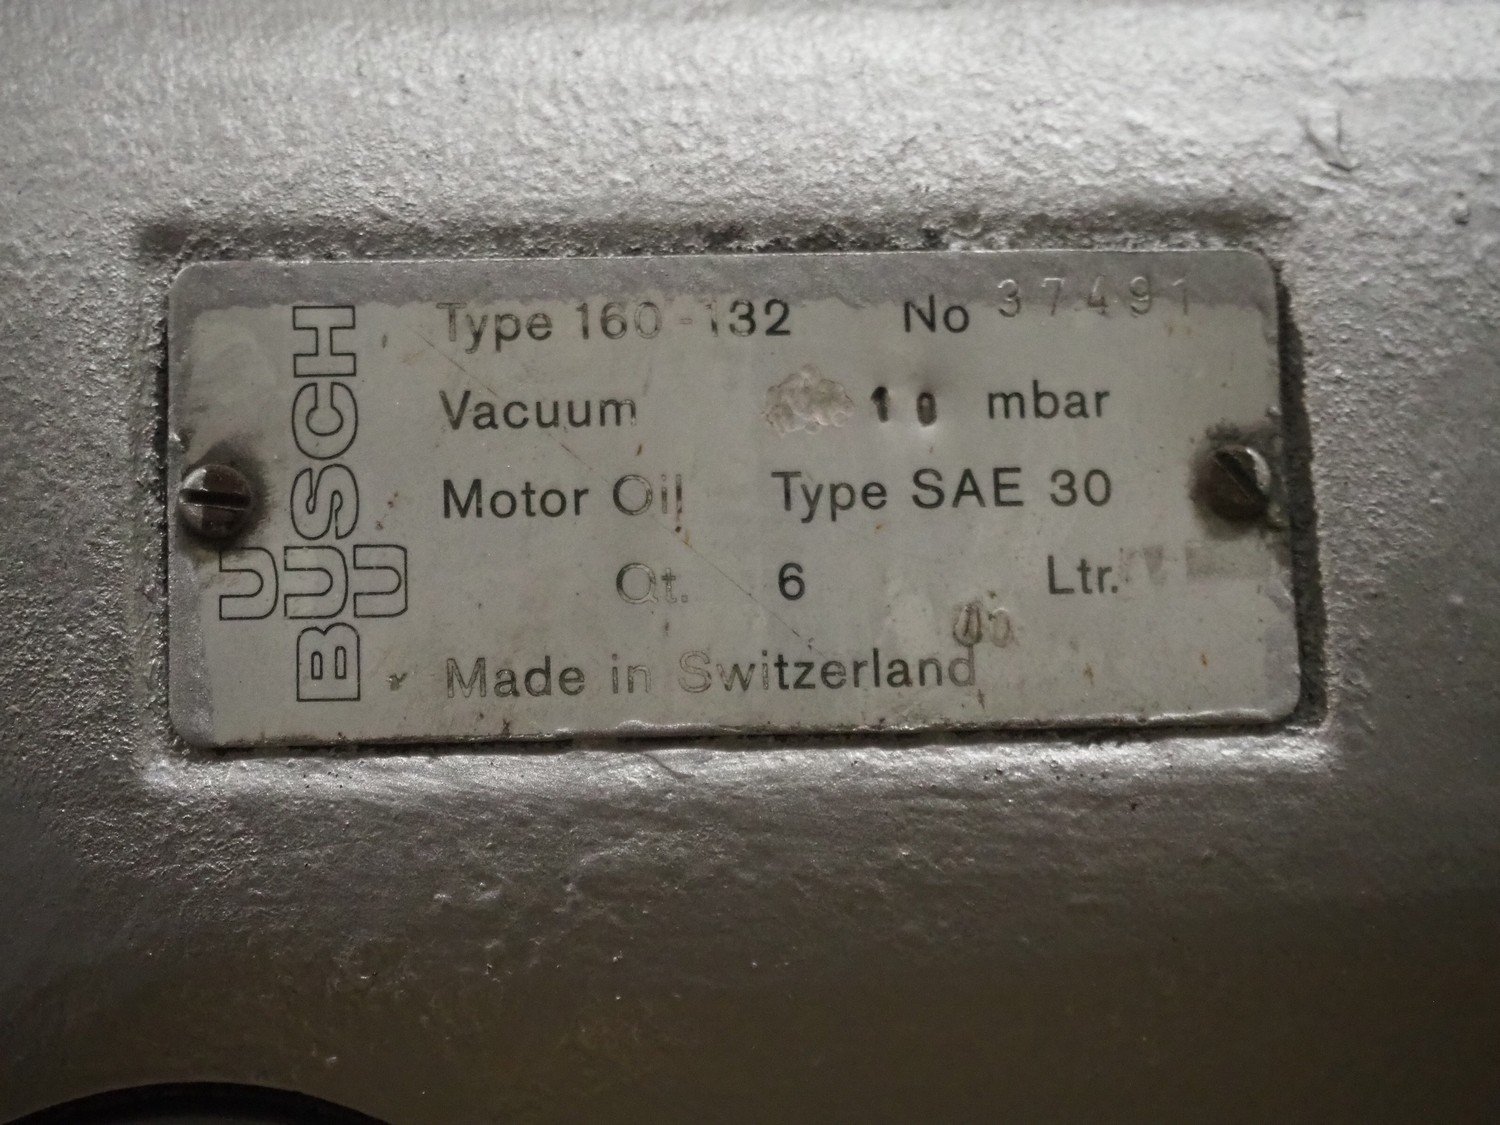 BUSCH
U
U
Type 160-132 No 37491
Vacuum 10 mbar
Motor Oil Type SAE 30
Qt. 6 Ltr.
Made in Switzerland